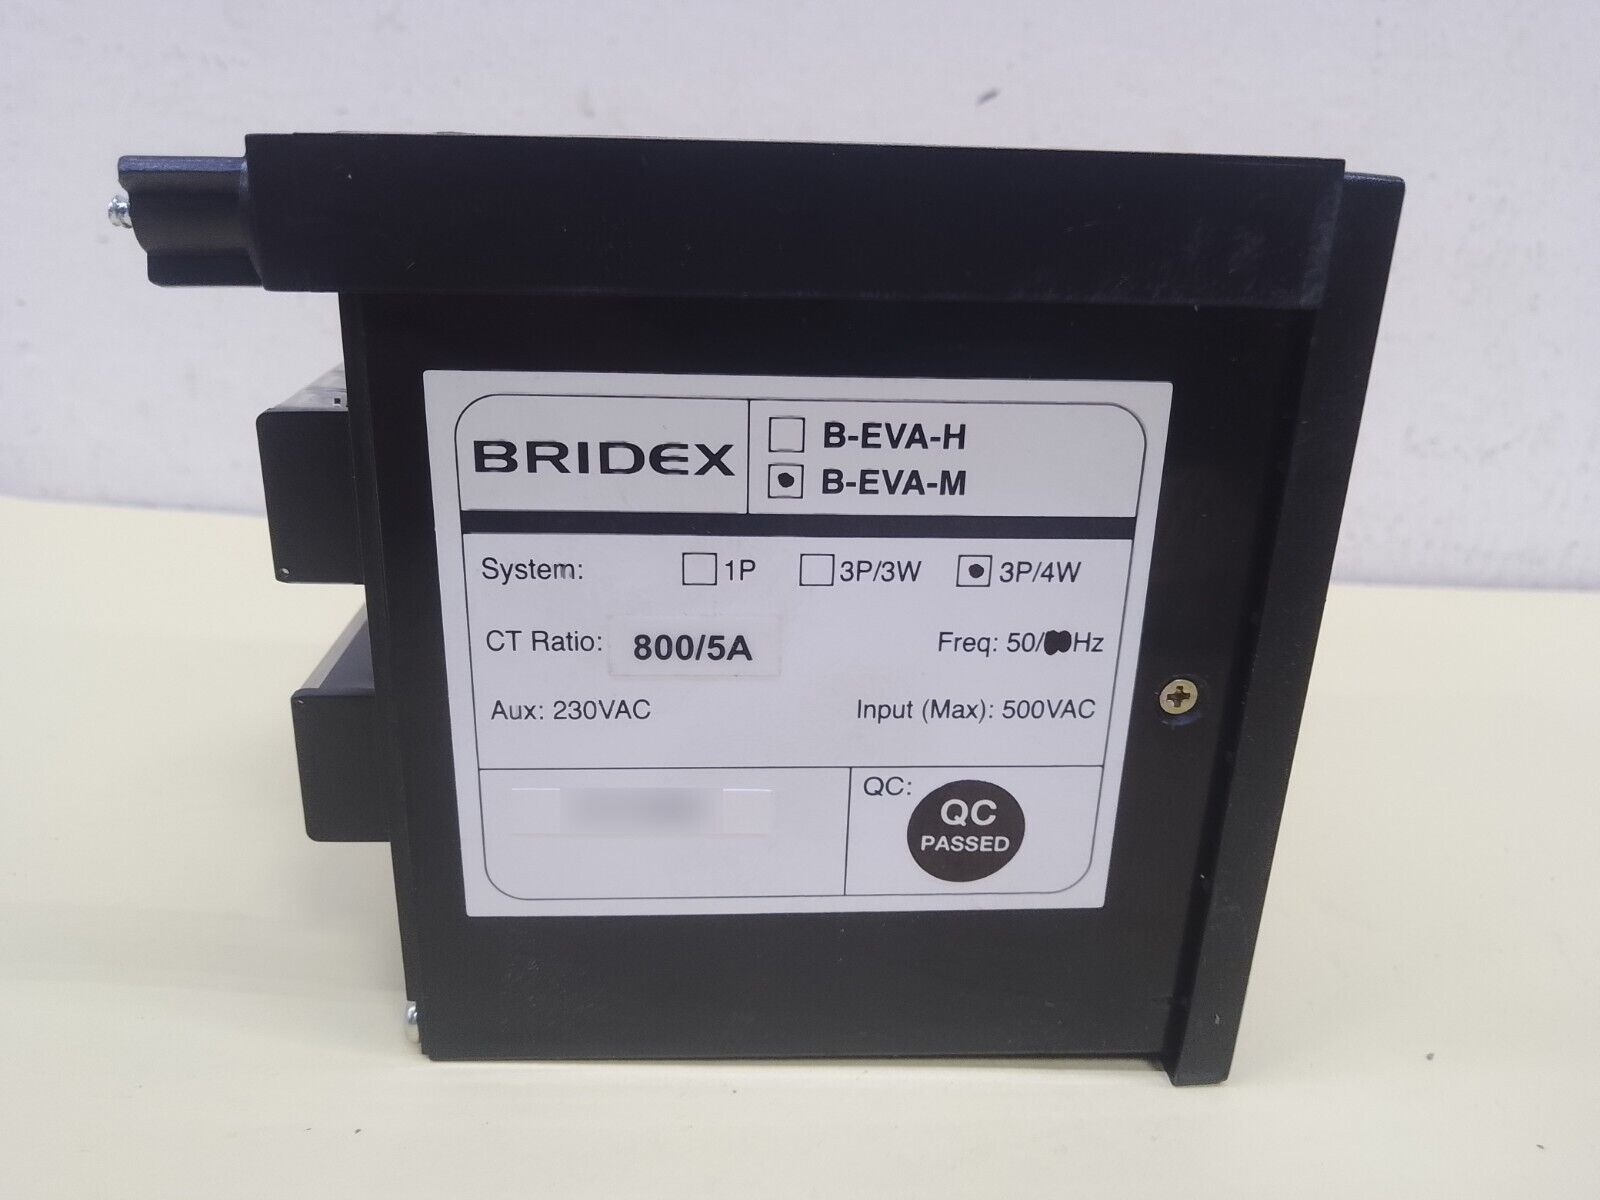 BRIDEX
B-EVA-H
B-EVA-M
System: 1P 3P/3W 3P/4W
CT Ratio: 800/5A Freq: 50/ Hz
Aux: 230VAC Input (Max): 500VAC
QC:
QC
PASSED